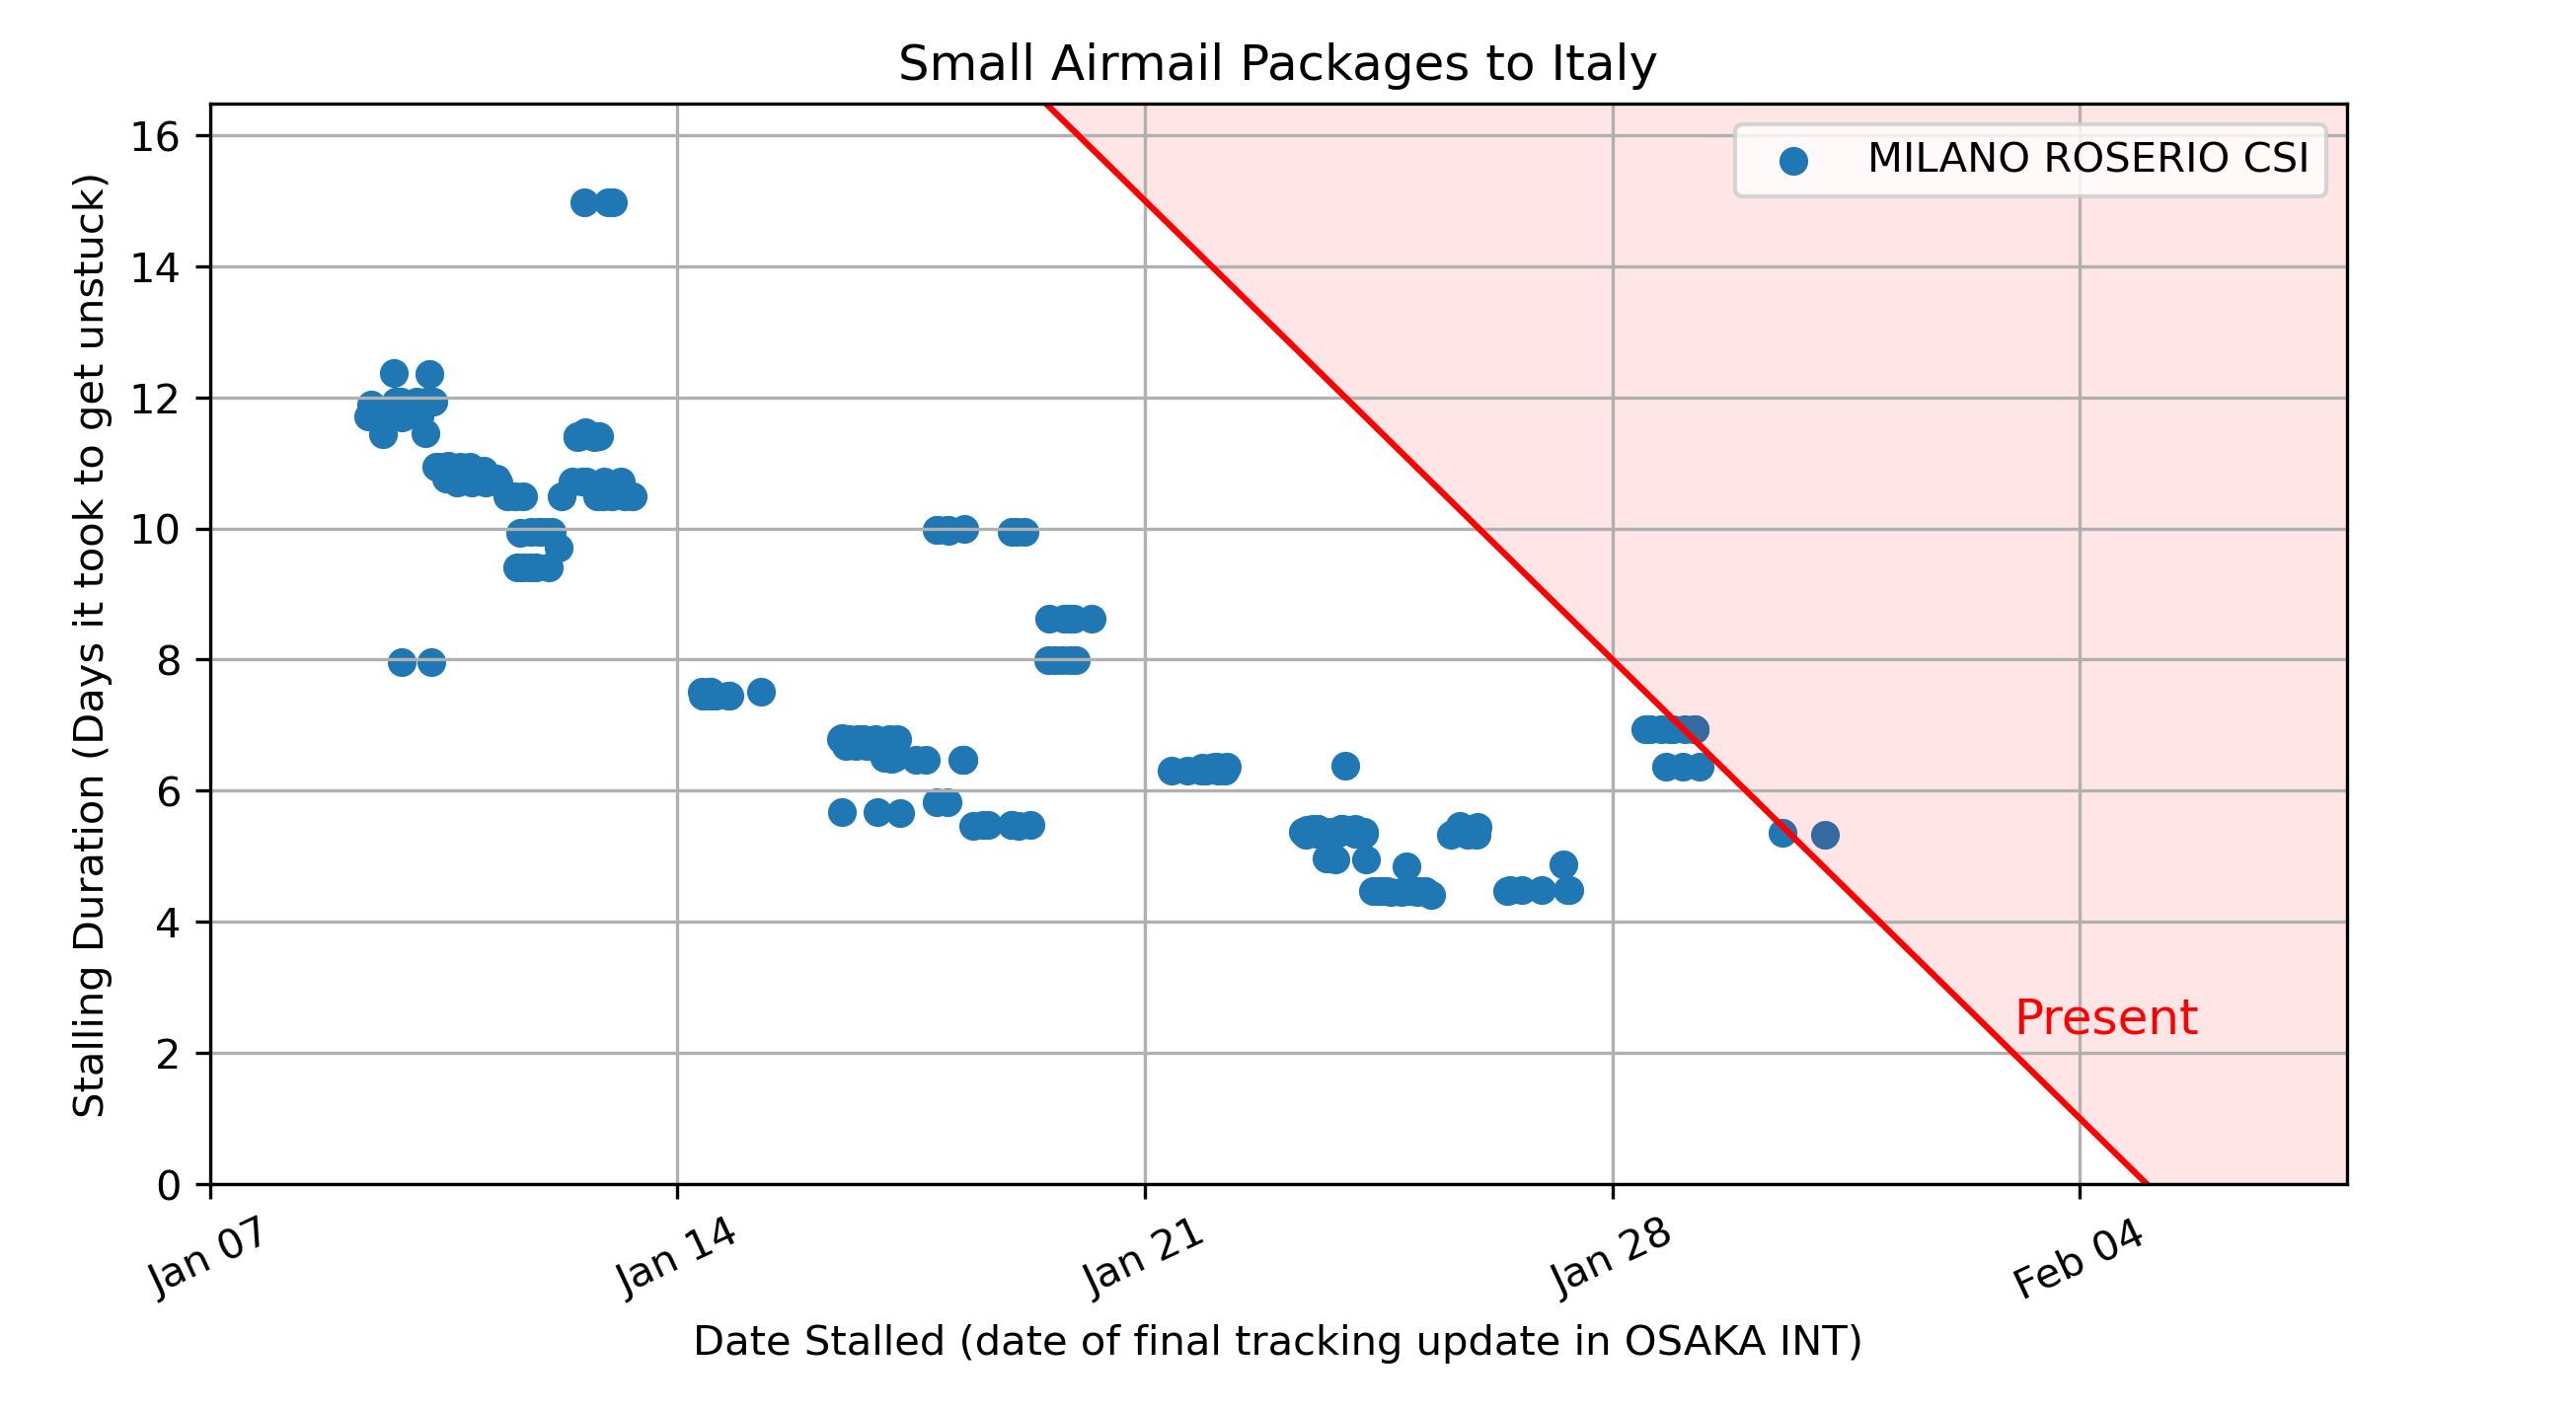 Small Airmail Packages to Italy
Stalling Duration (Days it took to get unstuck)
16
14
12
10
8
6
4
2
0
MILANO ROSERIO CSI
Present
Jan 07
Jan 14
Jan 21
Jan 28
Feb 04
Date Stalled (date of final tracking update in OSAKA INT)